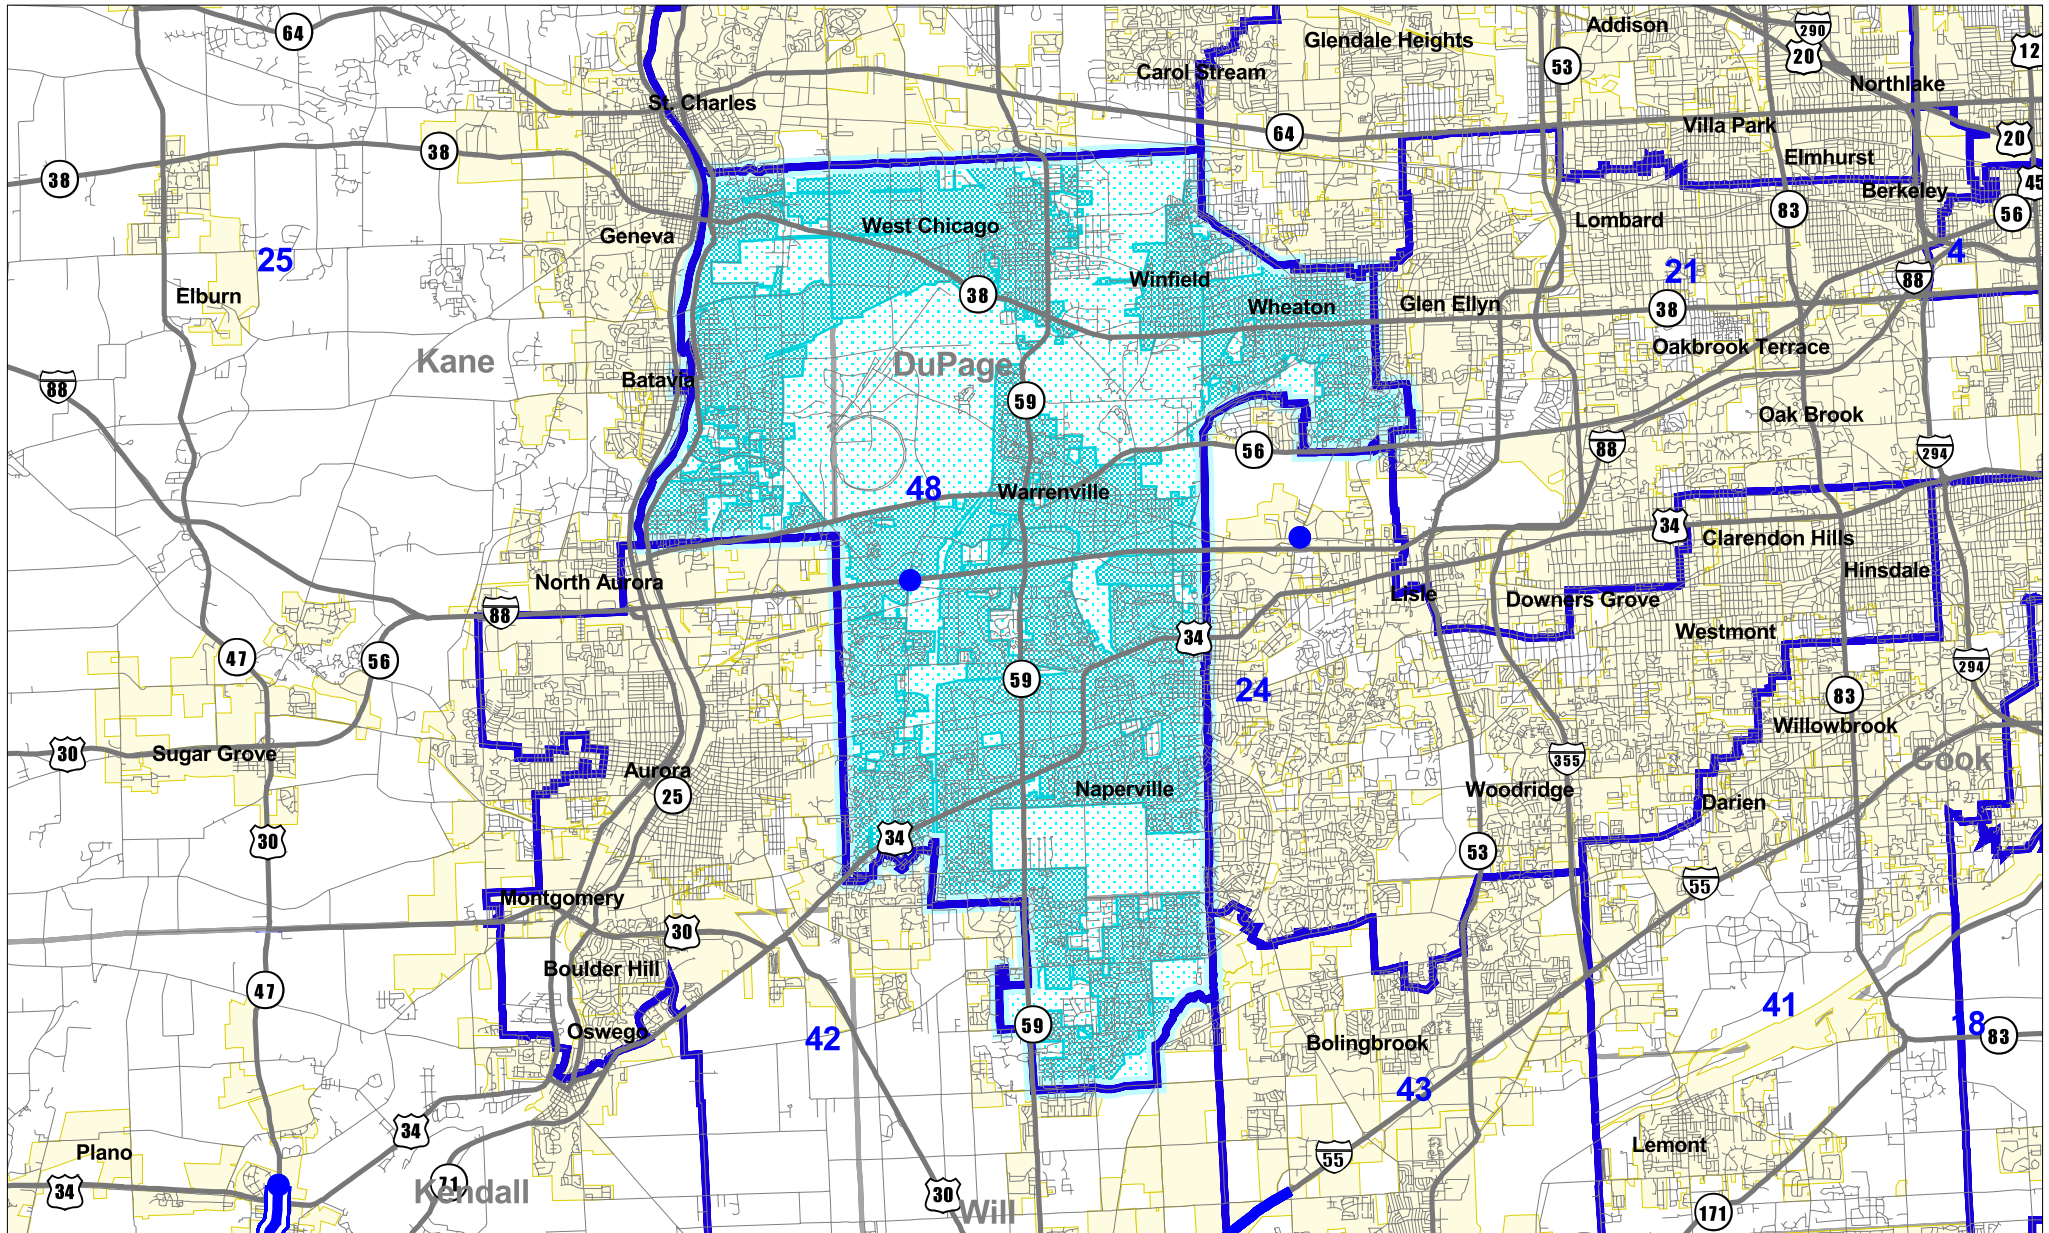 64
Addison
290
Glendale Heights
12
20
53
Carol Stream
Northlake
St. Charles
64
Villa Park
20
38
38
Elmhurst
45
Berkeley
83
56
West Chicago
Lombard
Geneva
4
25
21
88
Winfield
38
Elburn
Wheaton
Glen Ellyn
38
Oakbrook Terrace
Kane
DuPage
Batavia
88
59
Oak Brook
56
88
294
48
Warrenville
34
Clarendon Hills
Hinsdale
North Aurora
Lisle
Downers Grove
88
34
Westmont
47
56
294
59
24
83
Willowbrook
30
Sugar Grove
355
Cook
Aurora
Naperville
Woodridge
25
Darien
30
34
53
55
Montgomery
30
Boulder Hill
47
41
Oswego
59
18
42
83
Bolingbrook
43
34
Lemont
Plano
55
34
71
Kendall
30
Will
171